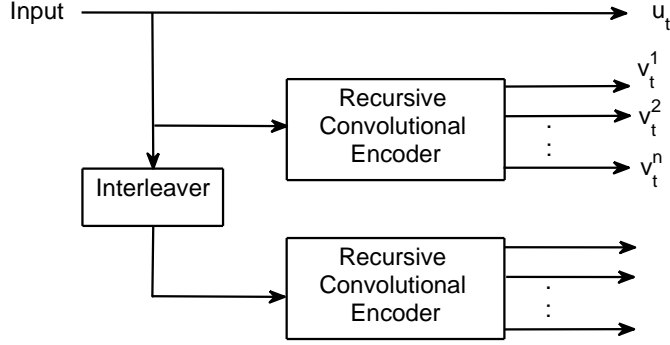 Input
u_t
v_t^1
Recursive
Convolutional
Encoder
v_t^2
v_t^n
Interleaver
Recursive
Convolutional
Encoder